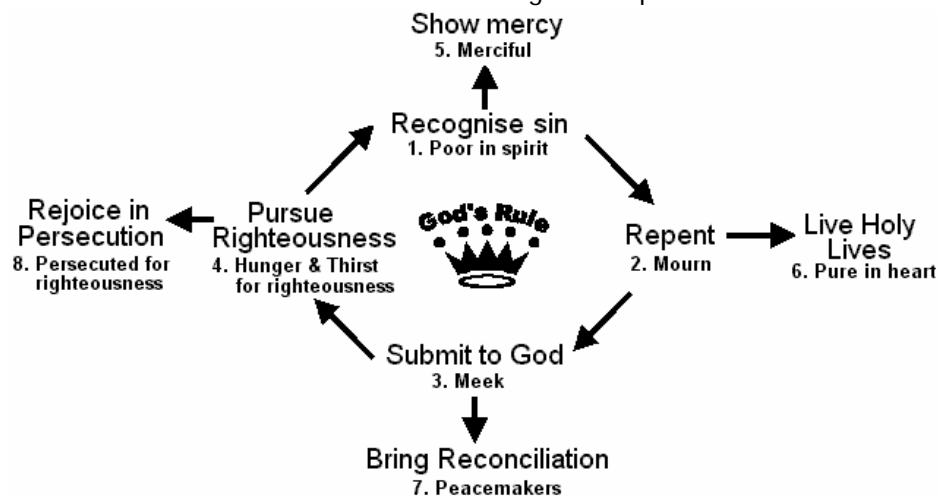 Show mercy
5. Merciful
Recognise sin
1. Poor in spirit
Rejoice in
Persecution
8. Persecuted for
righteousness
Pursue
Righteousness
4. Hunger & Thirst
for righteousness
God's Rule
Repent
2. Mourn
Live Holy
Lives
6. Pure in heart
Submit to God
3. Meek
Bring Reconciliation
7. Peacemakers